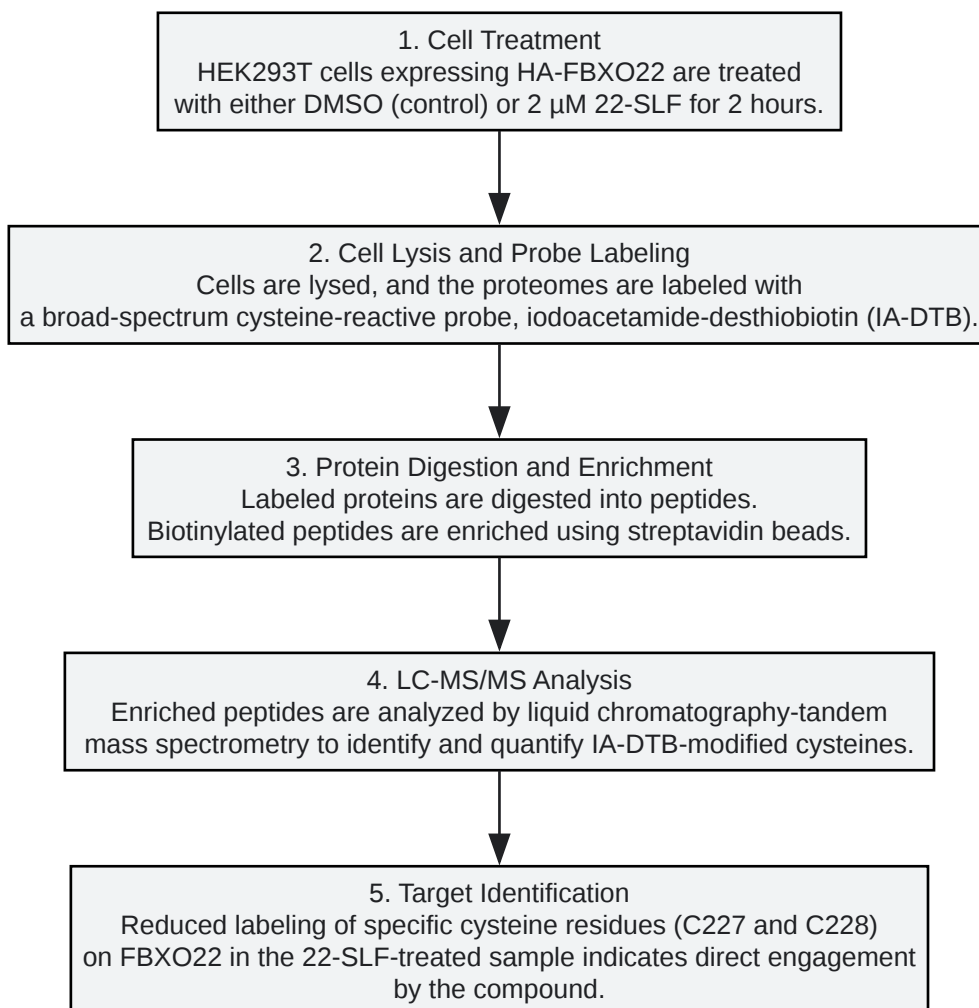 1. Cell Treatment
HEK293T cells expressing HA-FBXO22 are treated
with either DMSO (control) or 2 µM 22-SLF for 2 hours.
2. Cell Lysis and Probe Labeling
Cells are lysed, and the proteomes are labeled with
a broad-spectrum cysteine-reactive probe, iodoacetamide-desthiobiotin (IA-DTB).
3. Protein Digestion and Enrichment
Labeled proteins are digested into peptides.
Biotinylated peptides are enriched using streptavidin beads.
4. LC-MS/MS Analysis
Enriched peptides are analyzed by liquid chromatography-tandem
mass spectrometry to identify and quantify IA-DTB-modified cysteines.
5. Target Identification
Reduced labeling of specific cysteine residues (C227 and C228)
on FBXO22 in the 22-SLF-treated sample indicates direct engagement
by the compound.